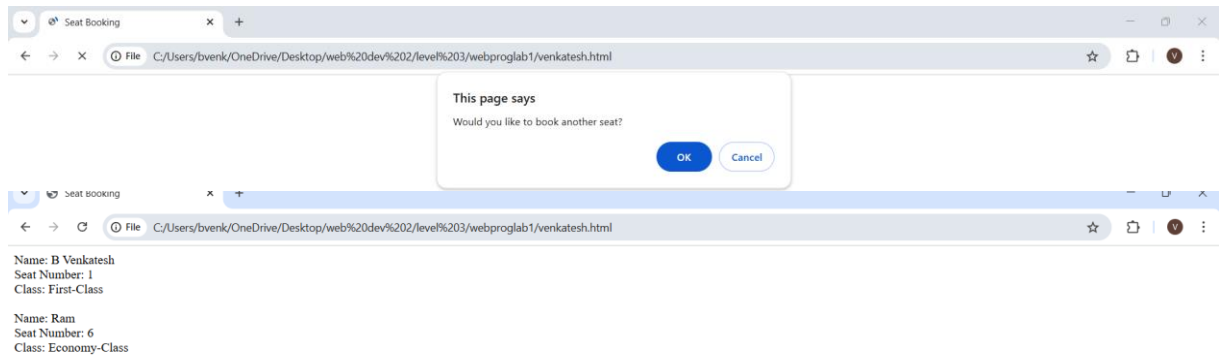 Seat Booking
File C:/Users/bvenk/OneDrive/Desktop/web%20dev%202/level%203/webproglab1/venkatesh.html V
This page says
Would you like to book another seat?
OK Cancel
Seat Booking
File C:/Users/bvenk/OneDrive/Desktop/web%20dev%202/level%203/webproglab1/venkatesh.html V
Name: B Venkatesh
Seat Number: 1
Class: First-Class
Name: Ram
Seat Number: 6
Class: Economy-Class